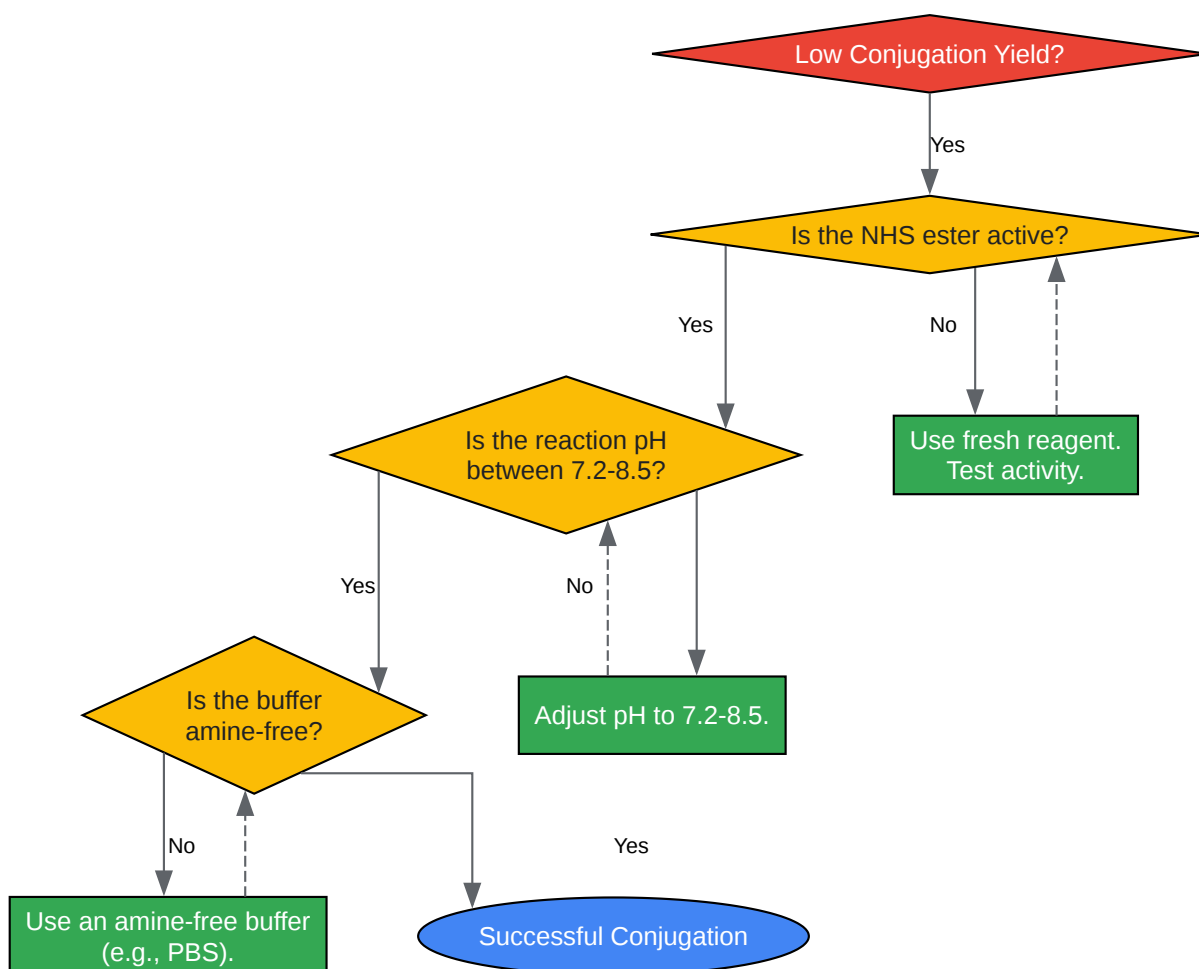 Low Conjugation Yield?
Yes
Is the NHS ester active?
Yes
No
Is the reaction pH
between 7.2-8.5?
Use fresh reagent.
Test activity.
Yes
No
Is the buffer
amine-free?
Adjust pH to 7.2-8.5.
No
Yes
Use an amine-free buffer
(e.g., PBS).
Successful Conjugation